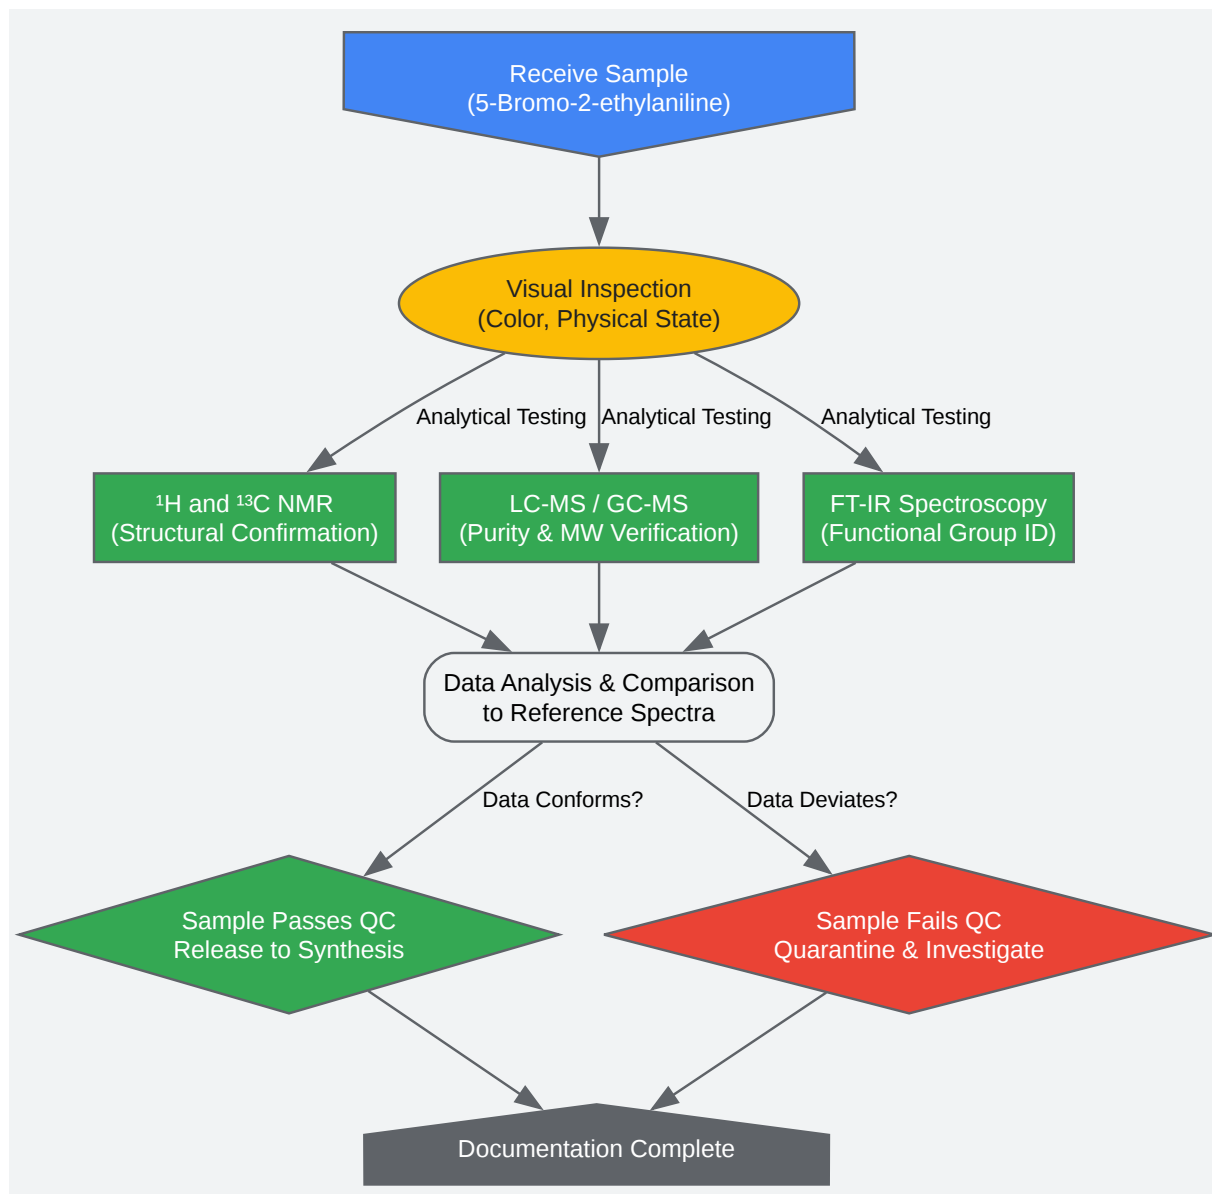 Receive Sample
(5-Bromo-2-ethylaniline)
Visual Inspection
(Color, Physical State)
Analytical Testing
Analytical Testing
Analytical Testing
¹H and ¹³C NMR
(Structural Confirmation)
LC-MS / GC-MS
(Purity & MW Verification)
FT-IR Spectroscopy
(Functional Group ID)
Data Analysis & Comparison
to Reference Spectra
Data Conforms?
Data Deviates?
Sample Passes QC
Release to Synthesis
Sample Fails QC
Quarantine & Investigate
Documentation Complete